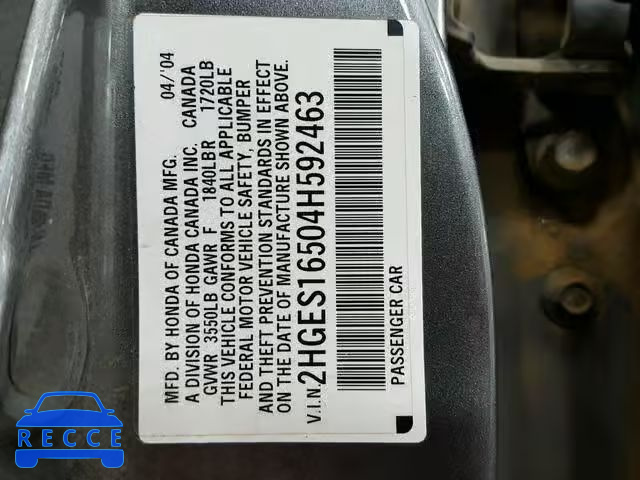 MFD. BY HONDA OF CANADA MFG. 04/'04
A DIVISION OF HONDA CANADA INC. CANADA
GVWR 3550LB GAWR F 1840LBR 1720LB
THIS VEHICLE CONFORMS TO ALL APPLICABLE
FEDERAL MOTOR VEHICLE SAFETY, BUMPER
AND THEFT PREVENTION STANDARDS IN EFFECT
ON THE DATE OF MANUFACTURE SHOWN ABOVE.
V.I.N. 2HGES16504H592463
PASSENGER CAR
RECCE